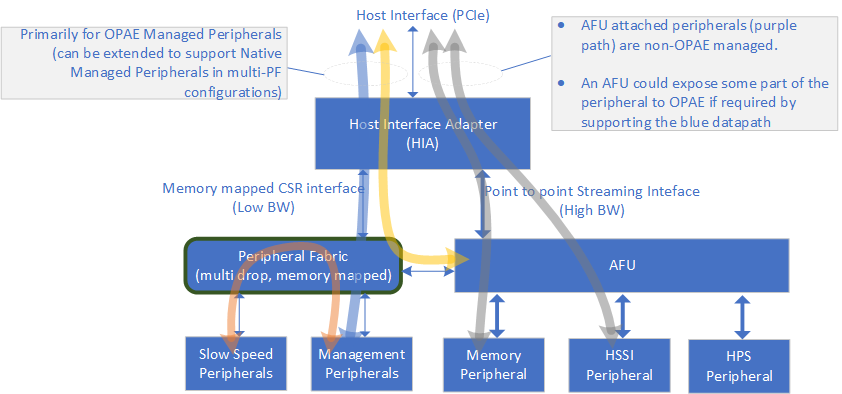 Host Interface (PCIe)
Primarily for OPAE Managed Peripherals
(can be extended to support Native
Managed Peripherals in multi-PF
configurations)
• AFU attached peripherals (purple
path) are non-OPAE managed.
• An AFU could expose some part of the
peripheral to OPAE if required by
supporting the blue datapath
Host Interface Adapter
(HIA)
Memory mapped CSR interface
(Low BW)
Point to point Streaming Inteface
(High BW)
Peripheral Fabric
(multi drop, memory mapped)
AFU
Slow Speed
Peripherals
Management
Peripherals
Memory
Peripheral
HSSI
Peripheral
HPS
Peripheral